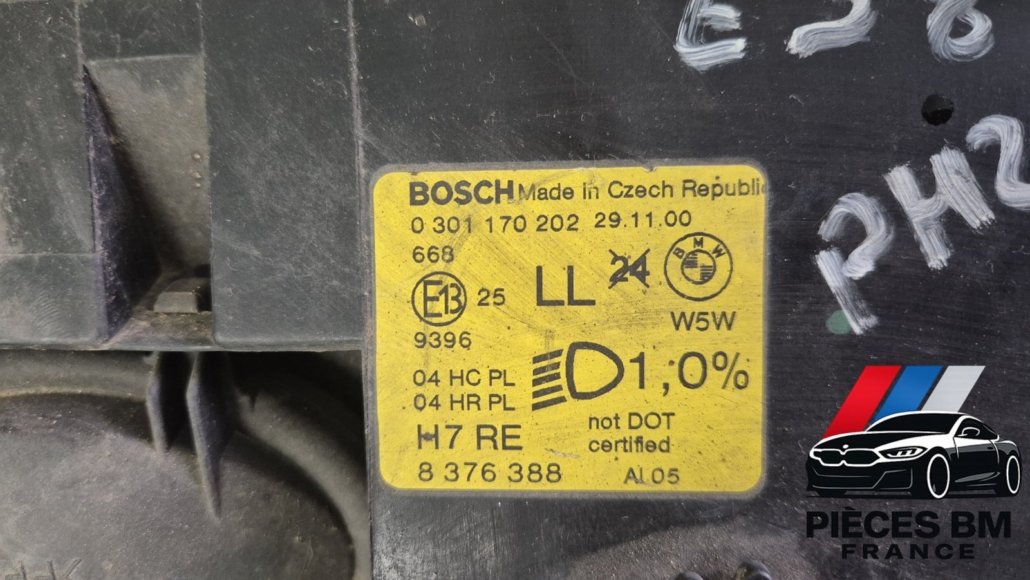 E38
PH2
BOSCH Made in Czech Republic
0 301 170 202 29.11.00
668
E13 25
LL 24
BMW
W5W
9396
04 HC PL
04 HR PL
1,0%
H7 RE
not DOT
certified
8 376 388
AL05
PIÈCES BM
FRANCE